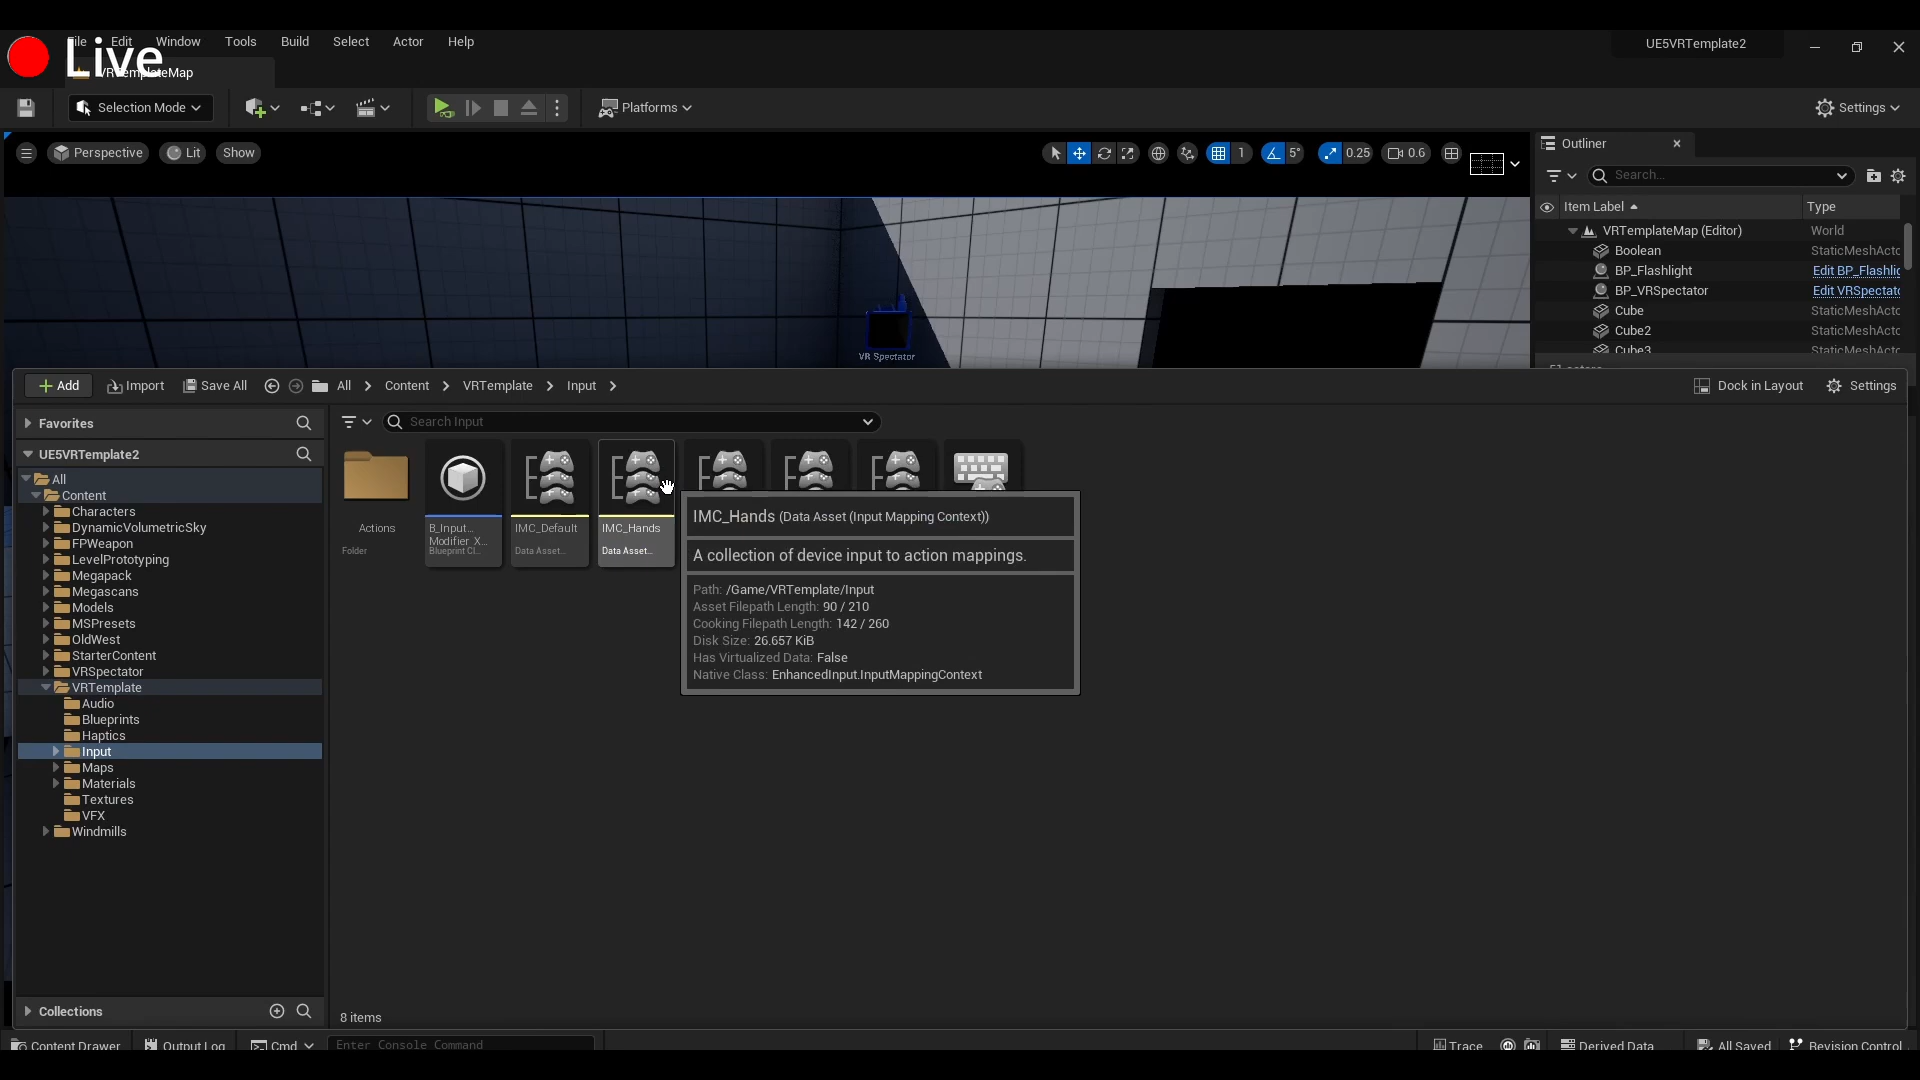 Live
File Edit Window Tools Build Select Actor Help
UE5VRTemplate2
VRTemplateMap
Selection Mode
Platforms
Settings
Perspective
Lit
Show
1
5°
0.25
0.6
Outliner
Search...
Item Label
Type
VRTemplateMap (Editor)
World
Boolean
StaticMeshActo
BP_Flashlight
Edit BP_Flashlic
BP_VRSpectator
Edit VRSpectato
Cube
StaticMeshActo
Cube2
StaticMeshActo
Cube3
StaticMeshActo
VR Spectator
Add
Import
Save All
All
Content
VRTemplate
Input
Dock in Layout
Settings
Favorites
Search Input
UE5VRTemplate2
All
Content
Characters
DynamicVolumetricSky
FPWeapon
LevelPrototyping
Megapack
Megascans
Models
MSPresets
OldWest
StarterContent
VRSpectator
VRTemplate
Audio
Blueprints
Haptics
Input
Maps
Materials
Textures
VFX
Windmills
Actions
Folder
B_Input...
Modifier_X...
Blueprint Cl...
IMC_Default
Data Asset...
IMC_Hands
Data Asset...
IMC_Hands (Data Asset (Input Mapping Context))
A collection of device input to action mappings.
Path: /Game/VRTemplate/Input
Asset Filepath Length: 90 / 210
Cooking Filepath Length: 142 / 260
Disk Size: 26.657 KiB
Has Virtualized Data: False
Native Class: EnhancedInput.InputMappingContext
Collections
8 items
Content Drawer
Output Log
Cmd
Enter Console Command
Trace
Derived Data
All Saved
Revision Control